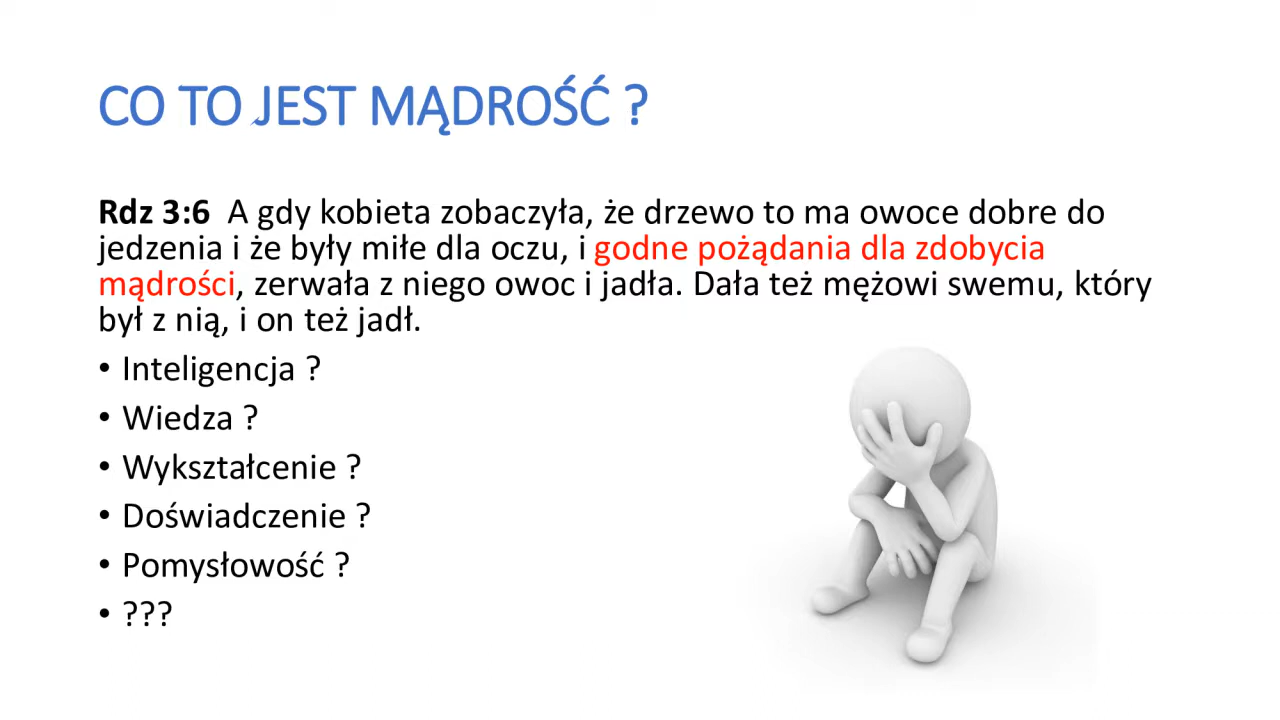 CO TO JEST MĄDROŚĆ ?
Rdz 3:6  A gdy kobieta zobaczyła, że drzewo to ma owoce dobre do
jedzenia i że były miłe dla oczu, i godne pożądania dla zdobycia
mądrości, zerwała z niego owoc i jadła. Dała też mężowi swemu, który
był z nią, i on też jadł.
• Inteligencja ?
• Wiedza ?
• Wykształcenie ?
• Doświadczenie ?
• Pomysłowość ?
• ???